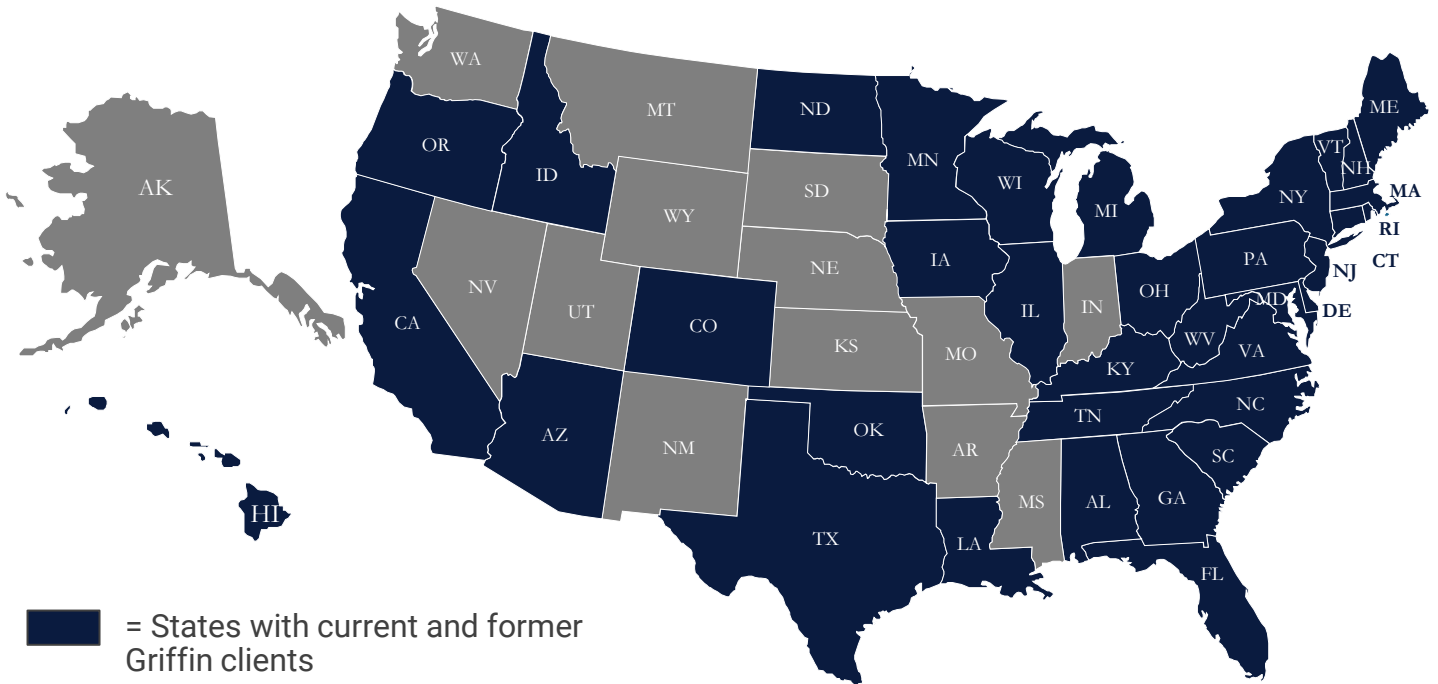 WA
MT
ND
ME
OR
ID
MN
VT
NH
WI
AK
WY
SD
MI
NY
MA
RI
NV
NE
IA
PA
CT
NJ
UT
CA
CO
KS
MO
IL
IN
OH
MD
DE
WV
VA
KY
AZ
NM
OK
AR
TN
NC
SC
HI
TX
LA
MS
AL
GA
FL
= States with current and former
Griffin clients